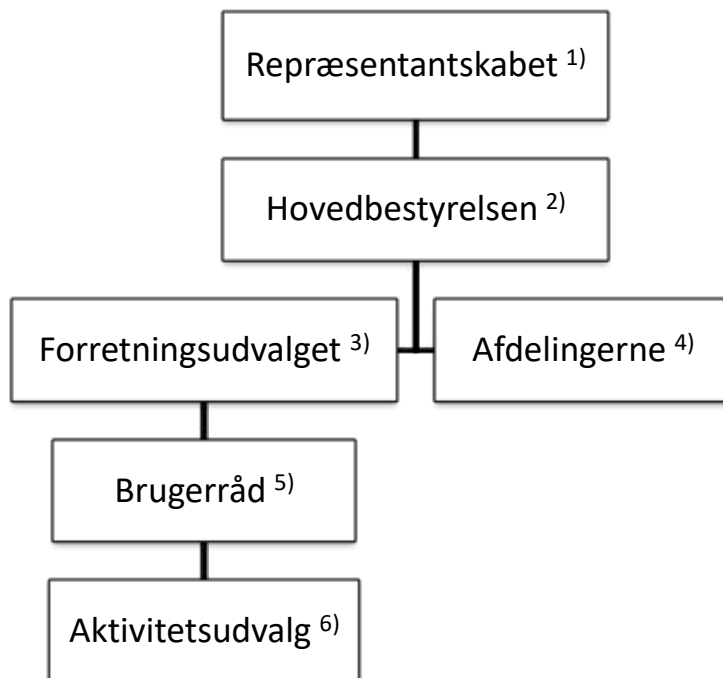 Repræsentantskabet 1)
Hovedbestyrelsen 2)
Forretningsudvalget 3)
Afdelingerne 4)
Brugerråd 5)
Aktivitetsudvalg 6)